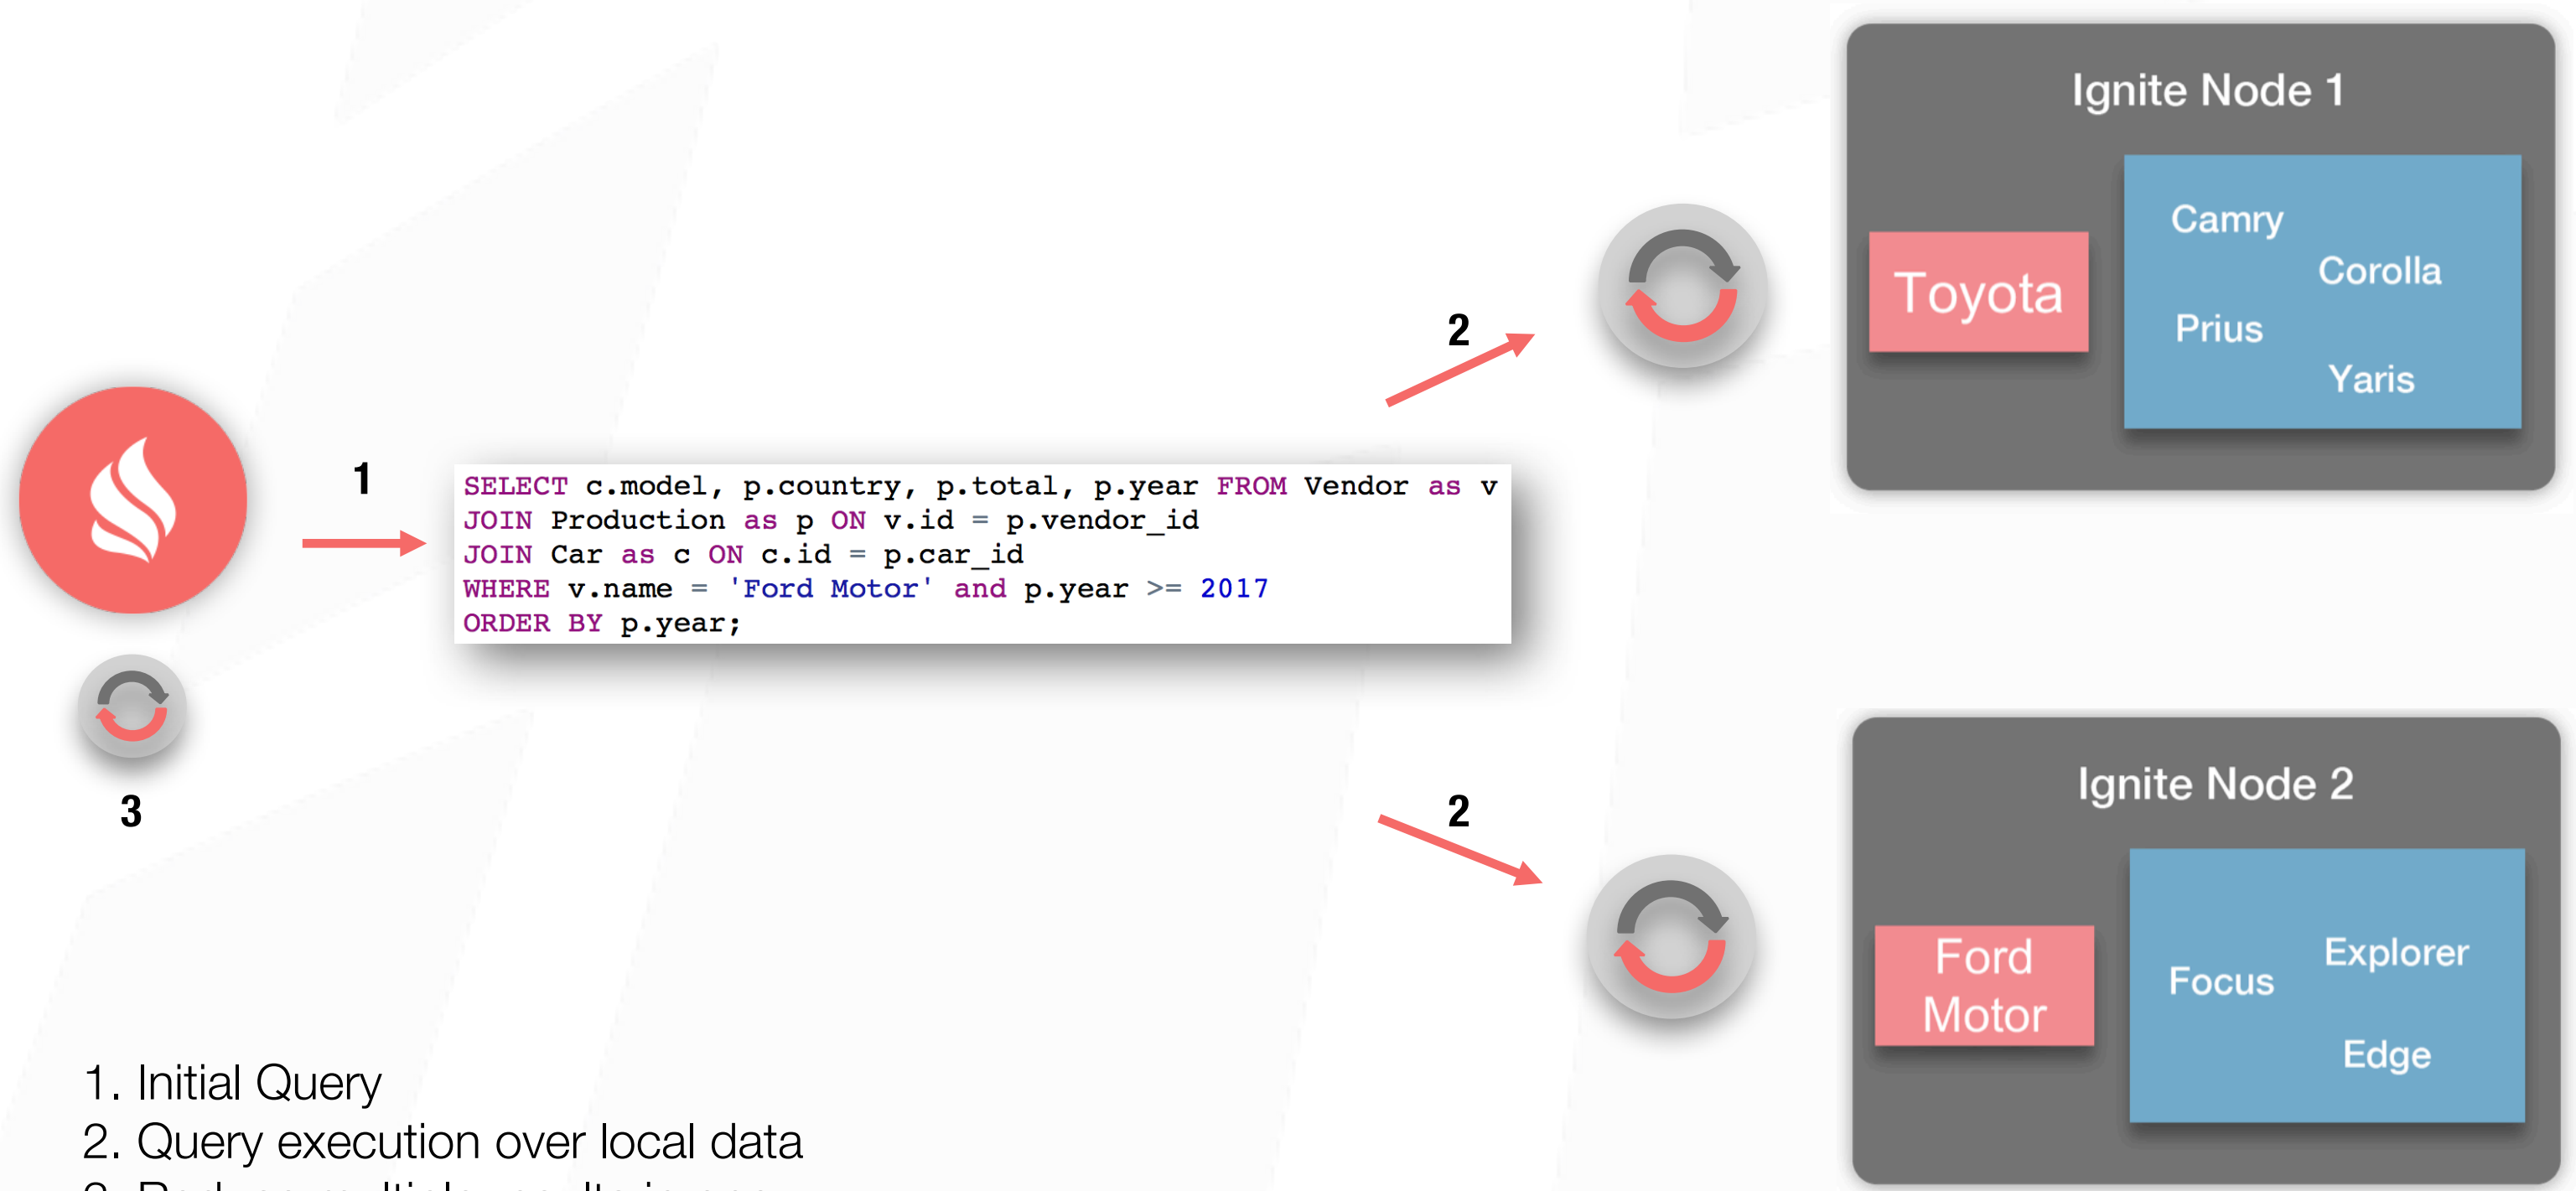 1
SELECT c.model, p.country, p.total, p.year FROM Vendor as v
JOIN Production as p ON v.id = p.vendor_id
JOIN Car as c ON c.id = p.car_id
WHERE v.name = 'Ford Motor' and p.year >= 2017
ORDER BY p.year;
2
2
3
Ignite Node 1
Toyota
Camry
Corolla
Prius
Yaris
Ignite Node 2
Ford
Motor
Explorer
Focus
Edge
1. Initial Query
2. Query execution over local data